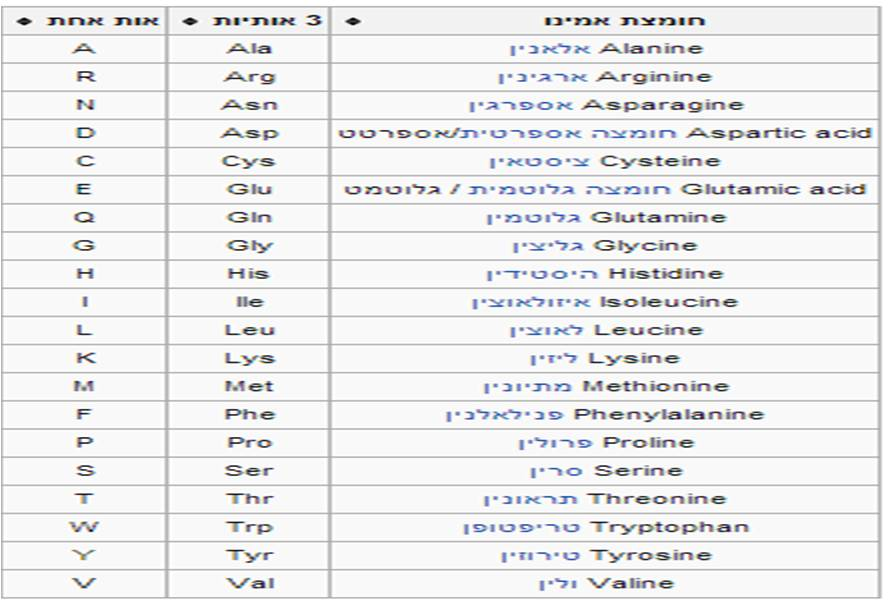 חומצת אמינו 3 אותיות אות אחת
אלאנין Alanine Ala A
ארגינין Arginine Arg R
אספרגין Asparagine Asn N
חומצה אספרטית/אספרטט Aspartic acid Asp D
ציסטאין Cysteine Cys C
חומצה גלוטמית / גלוטמט Glutamic acid Glu E
גלוטמין Glutamine Gln Q
גליצין Glycine Gly G
היסטידין Histidine His H
איזולאוצין Isoleucine Ile I
לאוצין Leucine Leu L
ליזין Lysine Lys K
מתיונין Methionine Met M
פנילאלנין Phenylalanine Phe F
פרולין Proline Pro P
סרין Serine Ser S
תראונין Threonine Thr T
טריפטופן Tryptophan Trp W
טירוזין Tyrosine Tyr Y
ולין Valine Val V